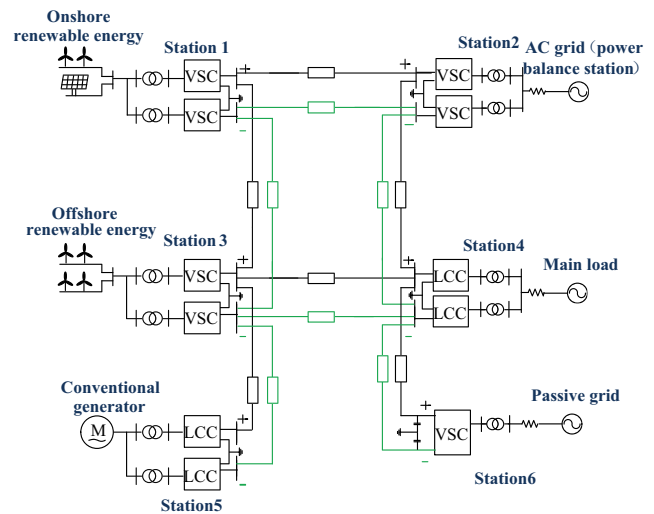 Onshore
renewable energy
Station 1
VSC
VSC
+
−
Station2
AC grid（power
balance station）
+
VSC
VSC
−
Offshore
renewable energy
Station 3
VSC
VSC
+
−
Station4
Main load
+
LCC
LCC
−
Conventional
generator
M
LCC
LCC
+
−
Station5
Passive grid
+
VSC
−
Station6